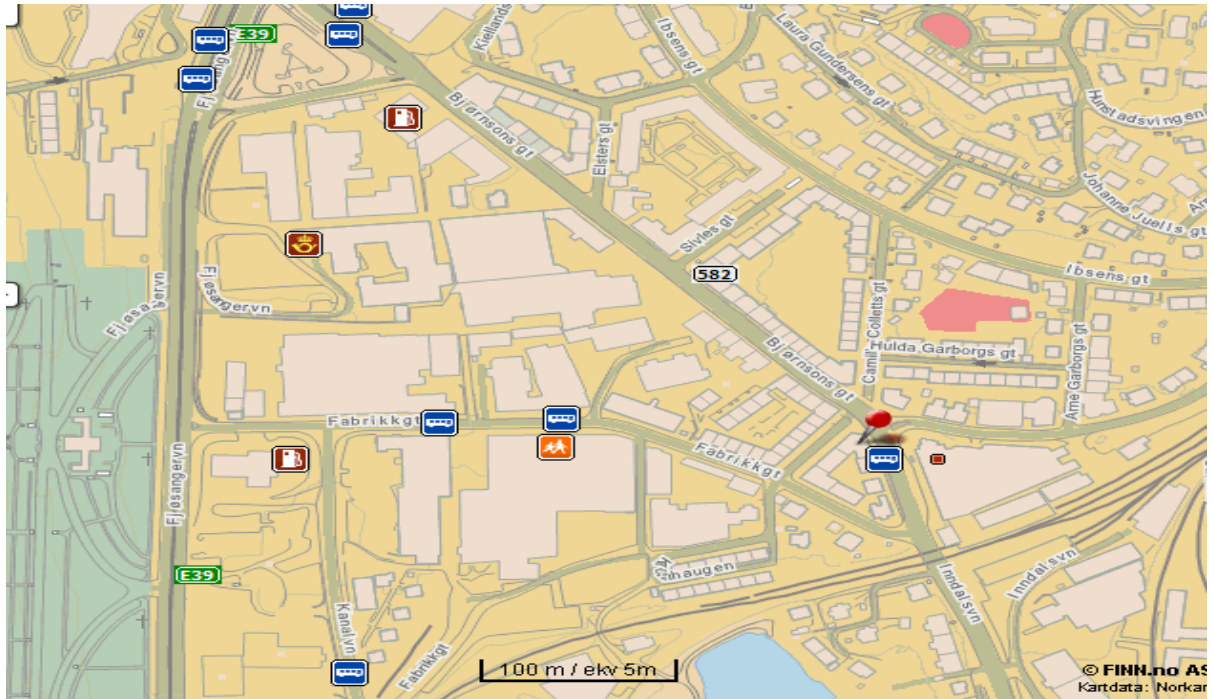 E39
Kiellands
Ibsens gt
Laura Gundersens gt
Hunstadsvingen
Bjørnsons gt
Elsters gt
Johanne Juells gt
Sivles gt
582
Ibsens gt
Fjøsangervn
Fjøsangervn
Camilla Colletts gt
Hulda Garborgs gt
Arne Garborgs gt
Bjørnsons gt
Fabrikkgt
Fabrikkgt
Fjøsangervn
E39
Kanalvn
Fabrikkgt
Inndalsvn
Inndalsvn
100 m / ekv 5m
© FINN.no AS
Kartdata: Norkar